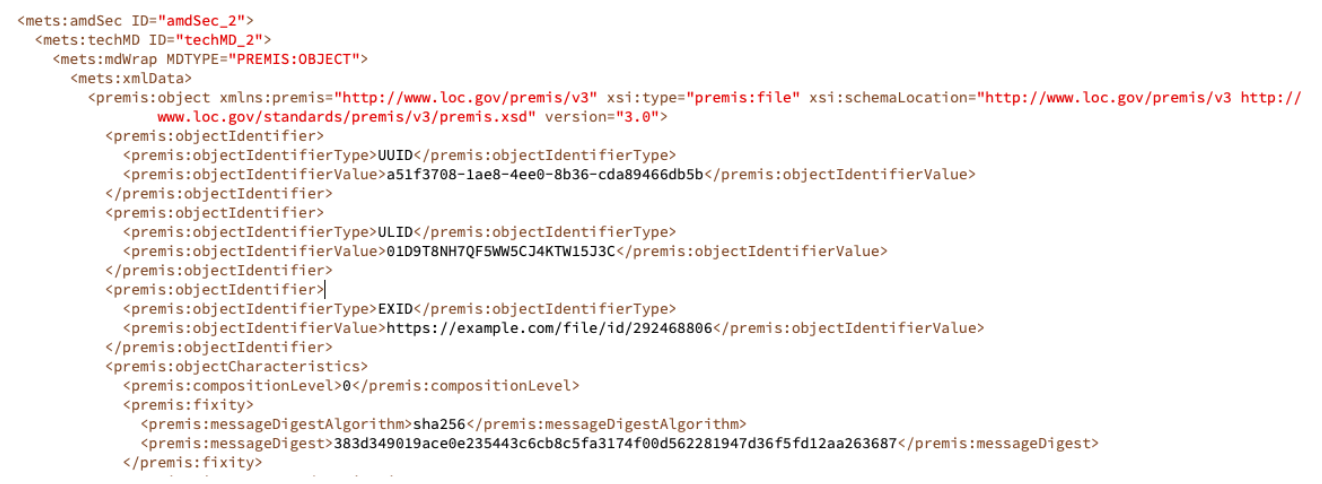 <mets:amdSec ID="amdSec_2">
<mets:techMD ID="techMD_2">
<mets:mdWrap MDTYPE="PREMIS:OBJECT">
<mets:xmlData>
<premis:object xmlns:premis="http://www.loc.gov/premis/v3" xsi:type="premis:file" xsi:schemaLocation="http://www.loc.gov/premis/v3 http://
www.loc.gov/standards/premis/v3/premis.xsd" version="3.0">
<premis:objectIdentifier>
<premis:objectIdentifierType>UUID</premis:objectIdentifierType>
<premis:objectIdentifierValue>a51f3708-1ae8-4ee0-8b36-cda89466db5b</premis:objectIdentifierValue>
</premis:objectIdentifier>
<premis:objectIdentifier>
<premis:objectIdentifierType>ULID</premis:objectIdentifierType>
<premis:objectIdentifierValue>01D9T8NH7QF5WW5CJ4KTW15J3C</premis:objectIdentifierValue>
</premis:objectIdentifier>
<premis:objectIdentifier>
<premis:objectIdentifierType>EXID</premis:objectIdentifierType>
<premis:objectIdentifierValue>https://example.com/file/id/292468806</premis:objectIdentifierValue>
</premis:objectIdentifier>
<premis:objectCharacteristics>
<premis:compositionLevel>0</premis:compositionLevel>
<premis:fixity>
<premis:messageDigestAlgorithm>sha256</premis:messageDigestAlgorithm>
<premis:messageDigest>383d349019ace0e235443c6cb8c5fa3174f00d562281947d36f5fd12aa263687</premis:messageDigest>
</premis:fixity>